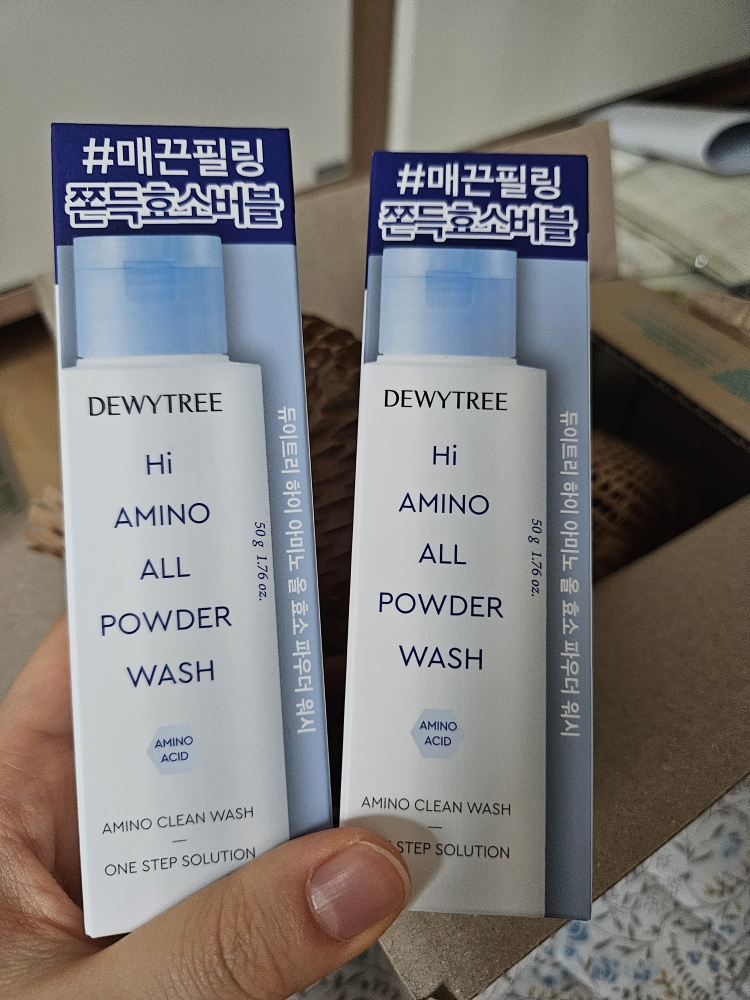 #매끈필링
쫀득효소버블
DEWYTREE
Hi
AMINO
ALL
POWDER
WASH
AMINO
ACID
AMINO CLEAN WASH
ONE STEP SOLUTION
50 g 1.76 oz.
듀이트리 하이 아미노 올 효소 파우더 워시
#매끈필링
쫀득효소버블
DEWYTREE
Hi
AMINO
ALL
POWDER
WASH
AMINO
ACID
AMINO CLEAN WASH
STEP SOLUTION
50 g 1.76 oz.
듀이트리 하이 아미노 올 효소 파우더 워시